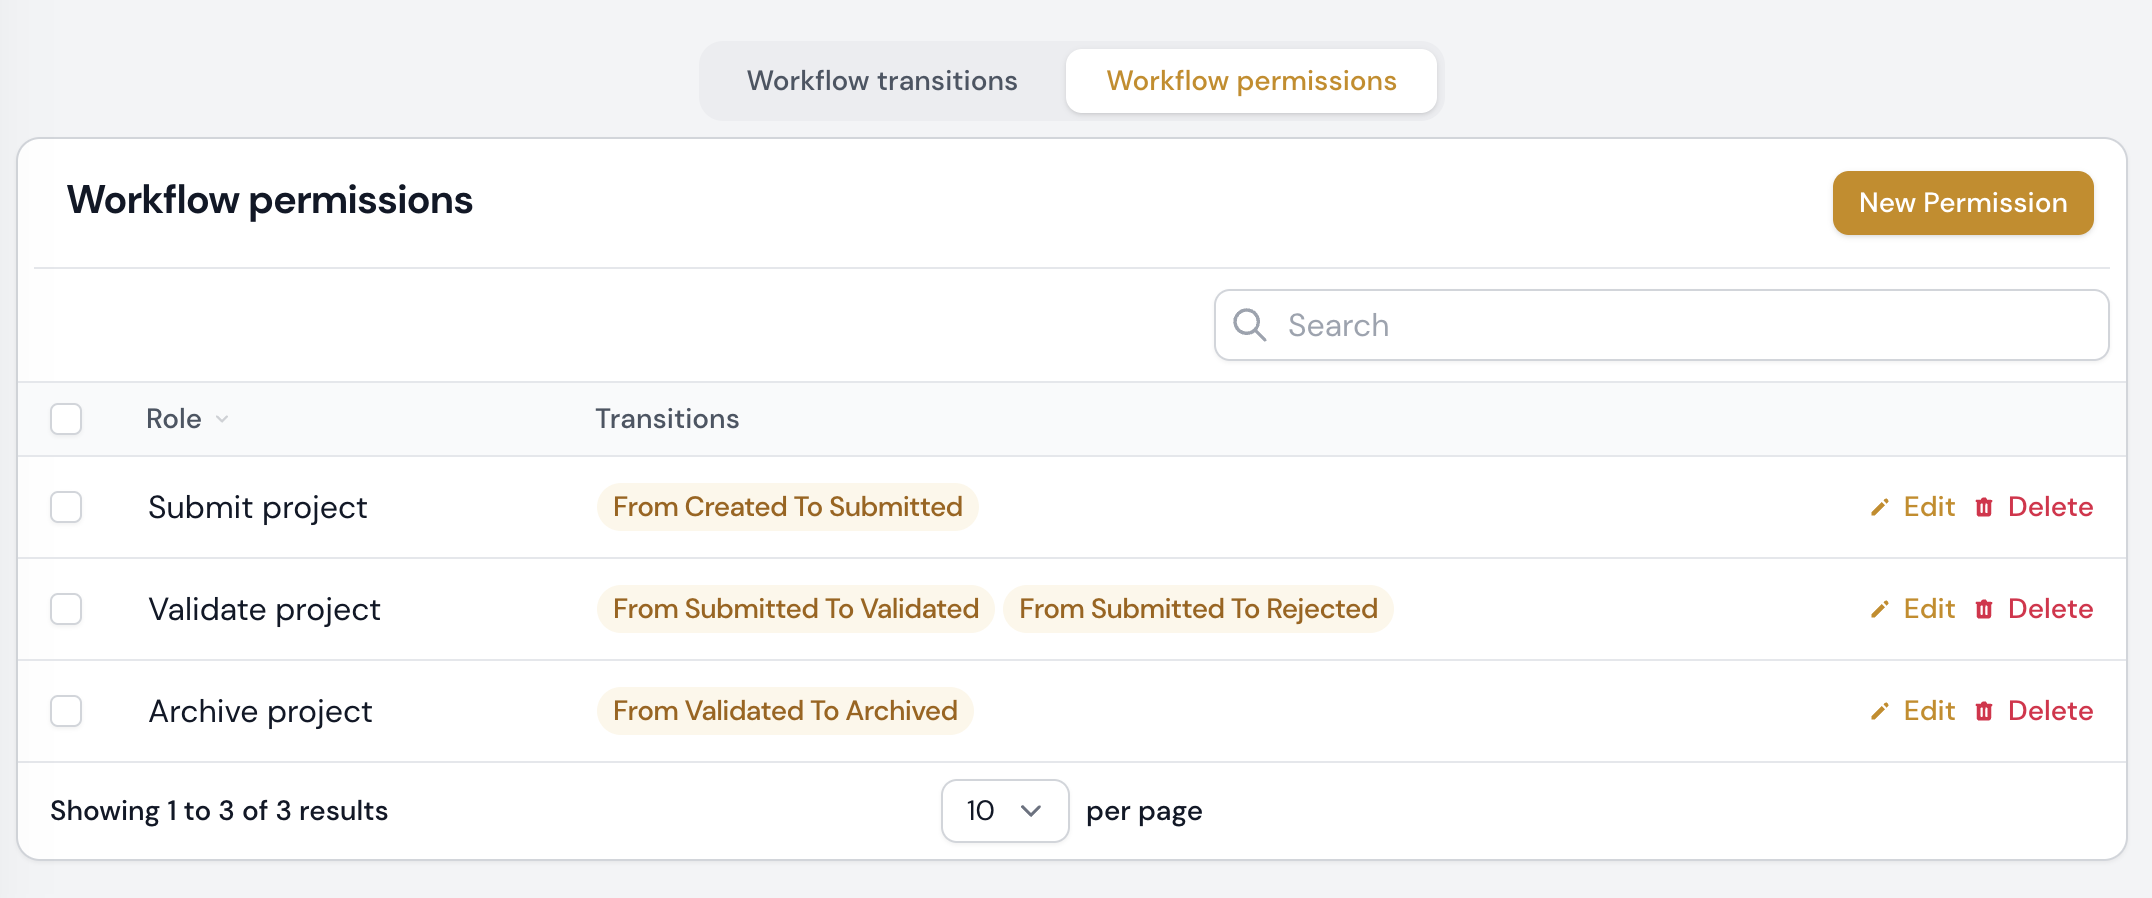 Workflow transitions Workflow permissions
Workflow permissions New Permission
Search
Role Transitions
Submit project From Created To Submitted Edit Delete
Validate project From Submitted To Validated From Submitted To Rejected Edit Delete
Archive project From Validated To Archived Edit Delete
Showing 1 to 3 of 3 results 10 per page